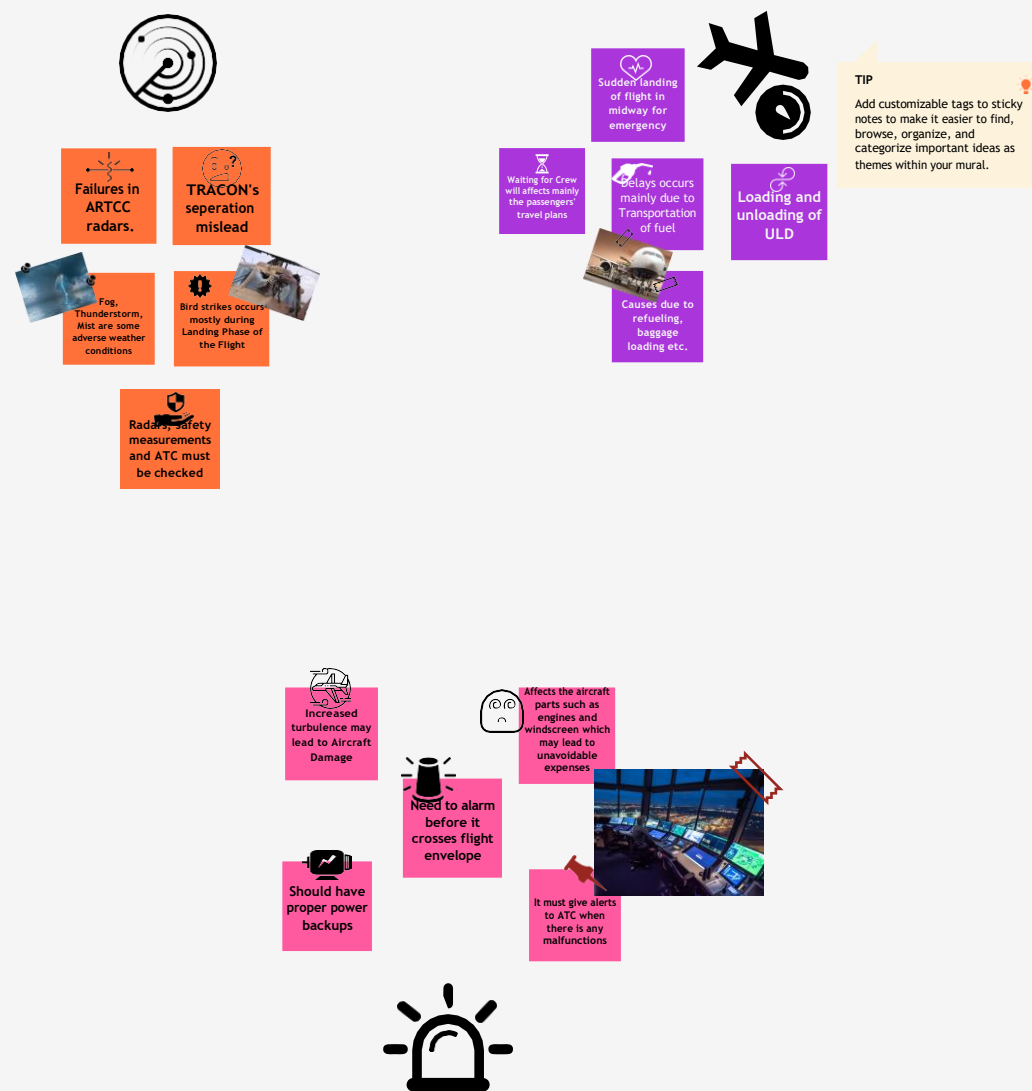 Failures in
ARTCC
radars.
TRACON's
seperation
mislead
?
Fog,
Thunderstorm,
Mist are some
adverse weather
conditions
Bird strikes occurs
mostly during
Landing Phase of
the Flight
Radars, safety
measurements
and ATC must
be checked
Sudden landing
of flight in
midway for
emergency
Waiting for Crew
will affects mainly
the passengers'
travel plans
Delays occurs
mainly due to
Transportation
of fuel
Loading and
unloading of
ULD
Causes due to
refueling,
baggage
loading etc.
TIP
Add customizable tags to sticky
notes to make it easier to find,
browse, organize, and
categorize important ideas as
themes within your mural.
Increased
turbulence may
lead to Aircraft
Damage
Affects the aircraft
parts such as
engines and
windscreen which
may lead to
unavoidable
expenses
Need to alarm
before it
crosses flight
envelope
Should have
proper power
backups
It must give alerts
to ATC when
there is any
malfunctions